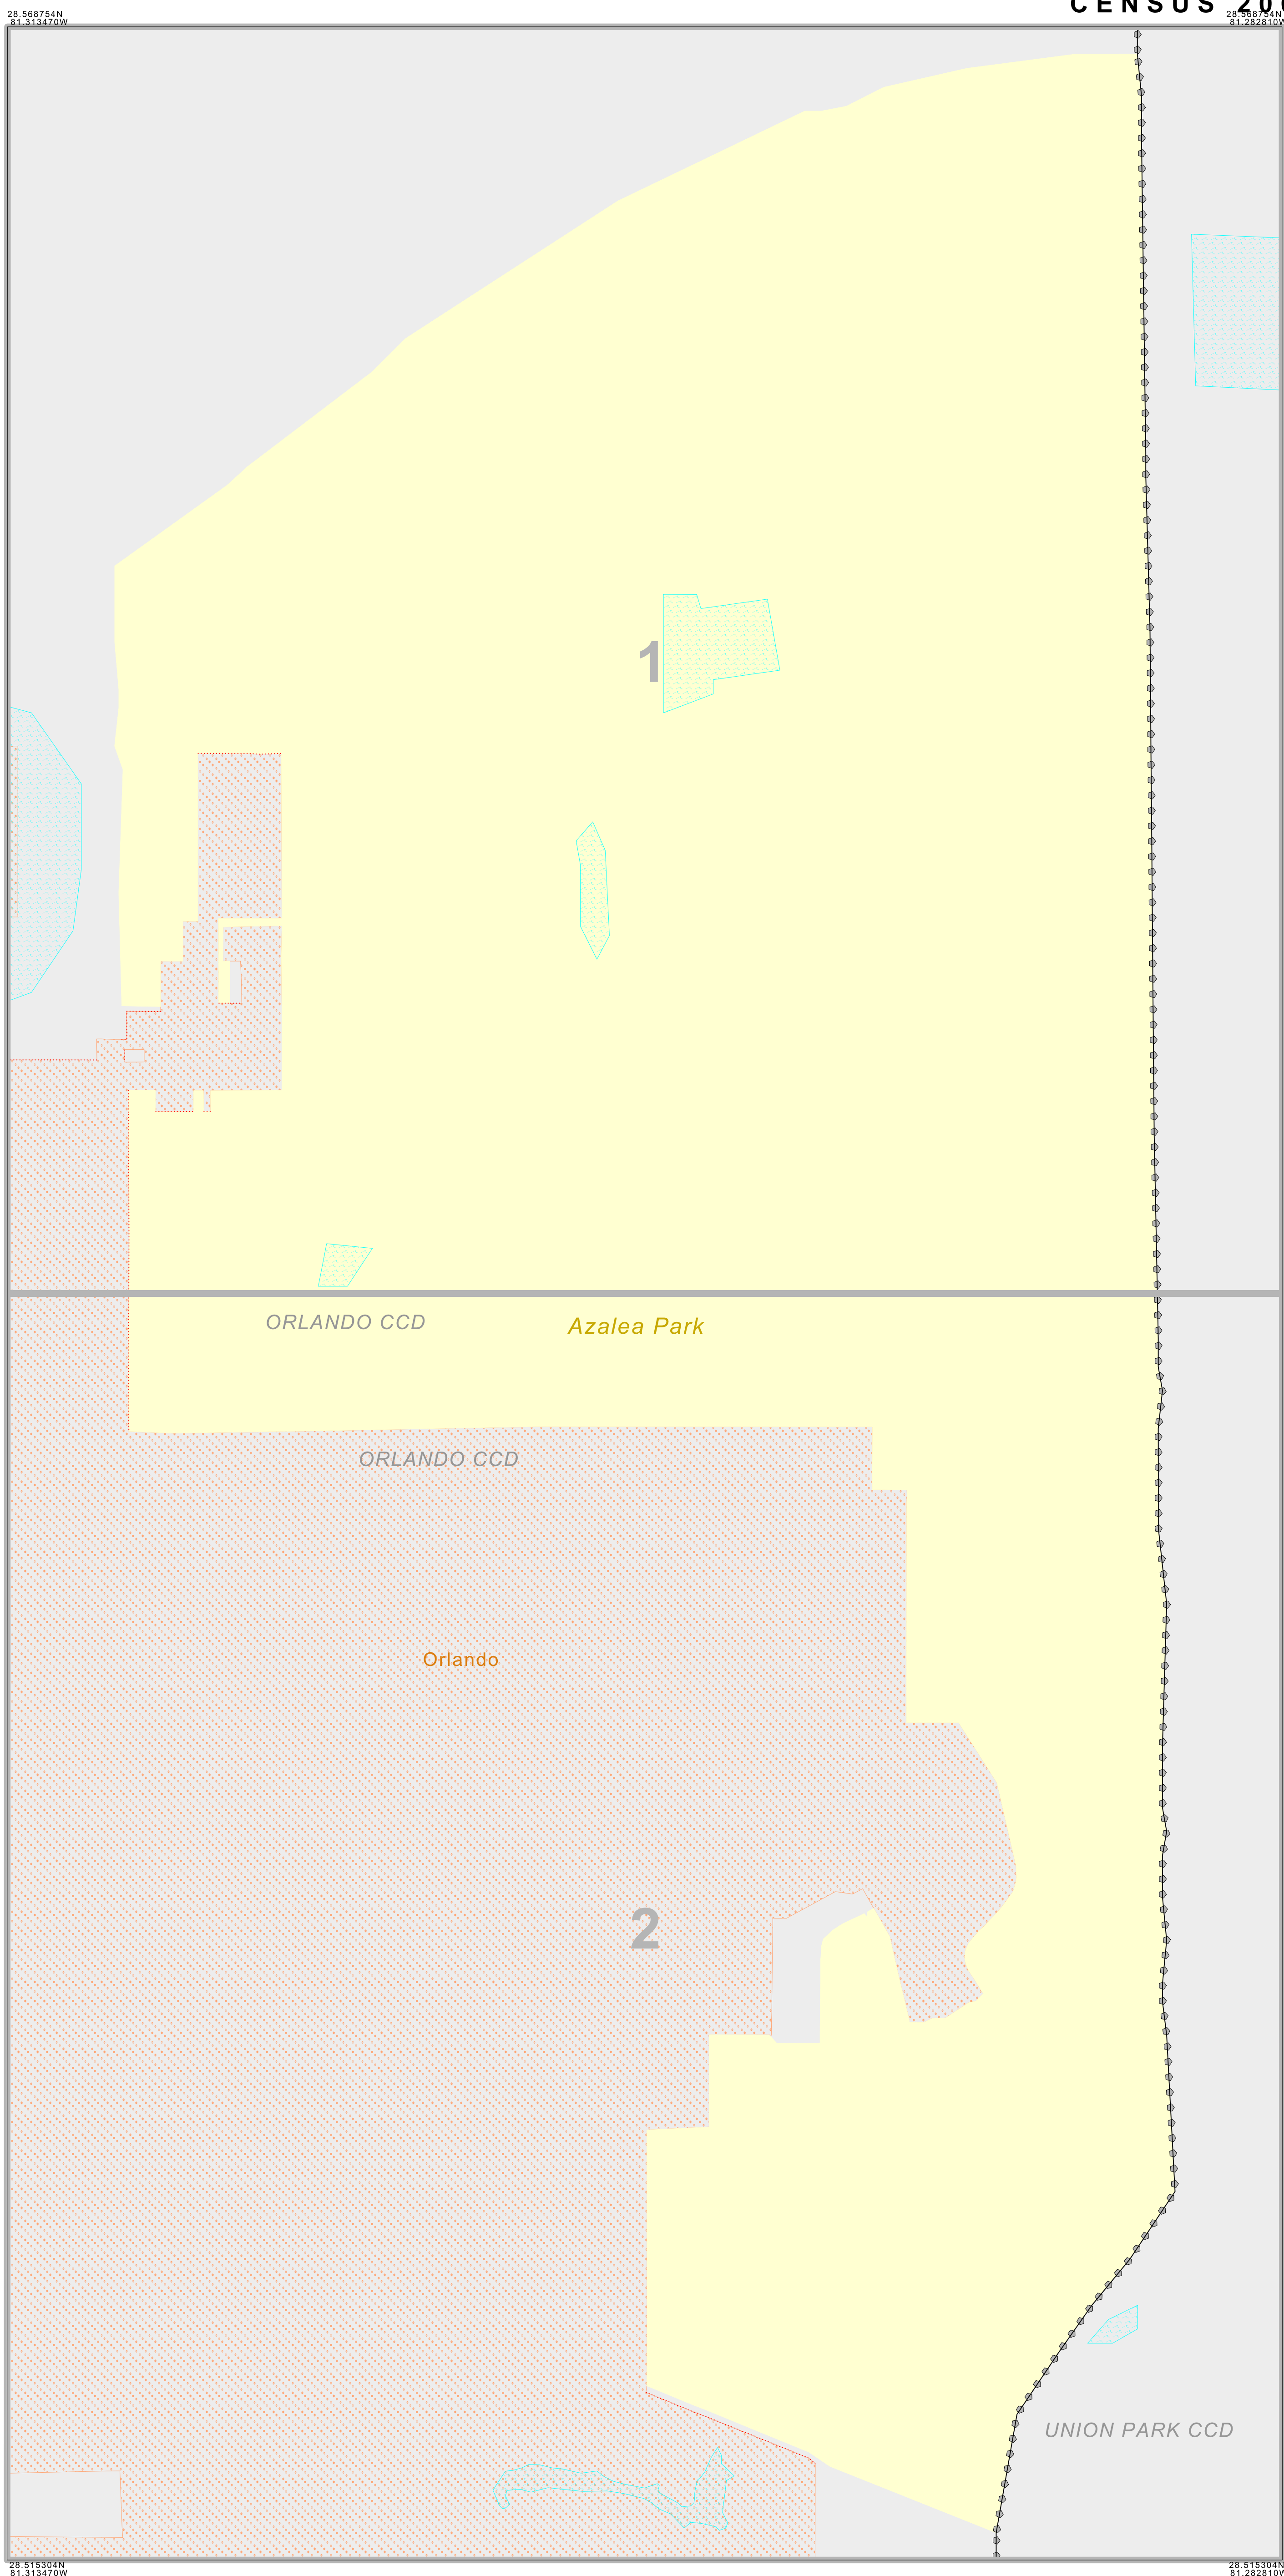 CENSUS 200
28.568754N
81.313470W
28.568754N
81.282810W
1
ORLANDO CCD
Azalea Park
ORLANDO CCD
Orlando
2
UNION PARK CCD
28.515304N
81.313470W
28.515304N
81.282810W